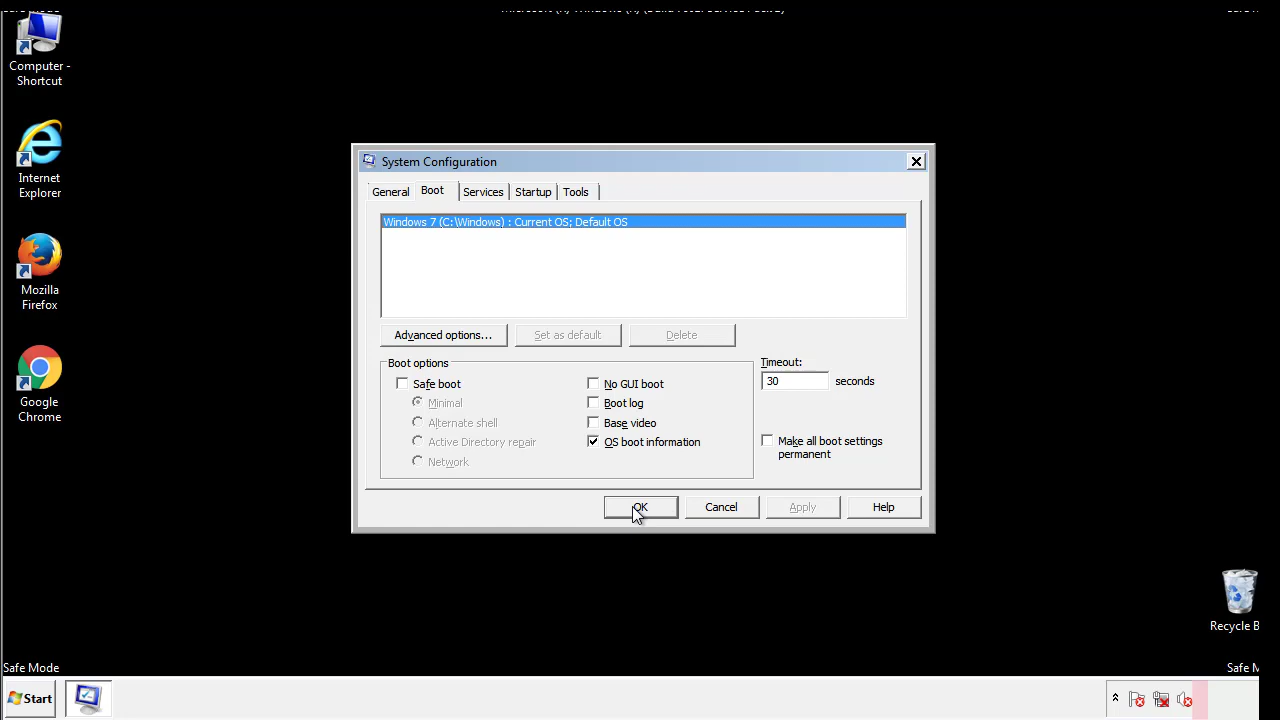 Computer -
Shortcut
Internet
Explorer
Mozilla
Firefox
Google
Chrome
System Configuration
General Boot Services Startup Tools
Windows 7 (C:\Windows) : Current OS; Default OS
Advanced options... Set as default Delete
Boot options
Safe boot
Minimal
Alternate shell
Active Directory repair
Network
No GUI boot
Boot log
Base video
OS boot information
Timeout:
30 seconds
Make all boot settings
permanent
OK Cancel Apply Help
Recycle B
Safe Mode Safe M
Start